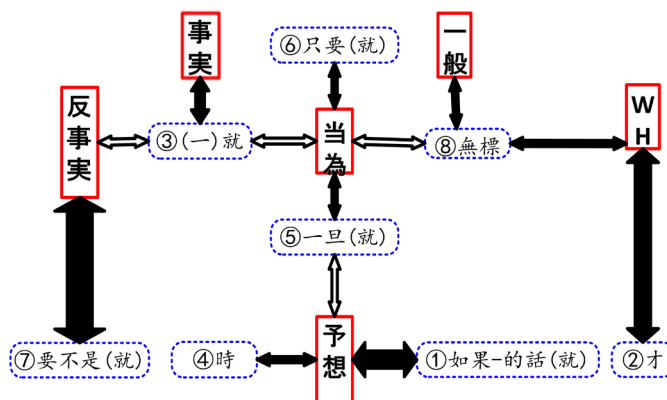 ⑥只要(就)
事実
一般
反事実
③(一)就
当為
⑧無標
WH
⑤一旦(就)
⑦要不是(就)
④時
予想
①如果-的話(就)
②才